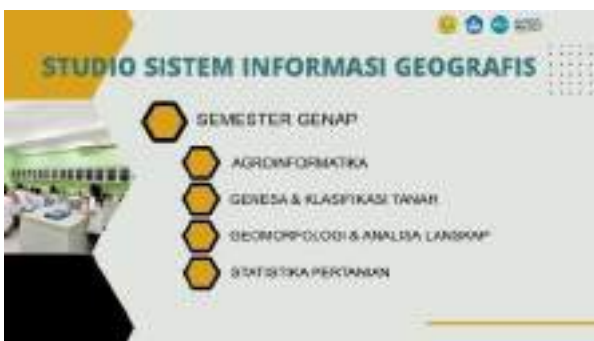 STUDIO SISTEM INFORMASI GEOGRAFIS
SEMESTER GENAP
AGROINFORMATIKA
GENESA & KLASIFIKASI TANAH
GEOMORFOLOGI & ANALISA LANSKAP
STATISTIKA PERTANIAN